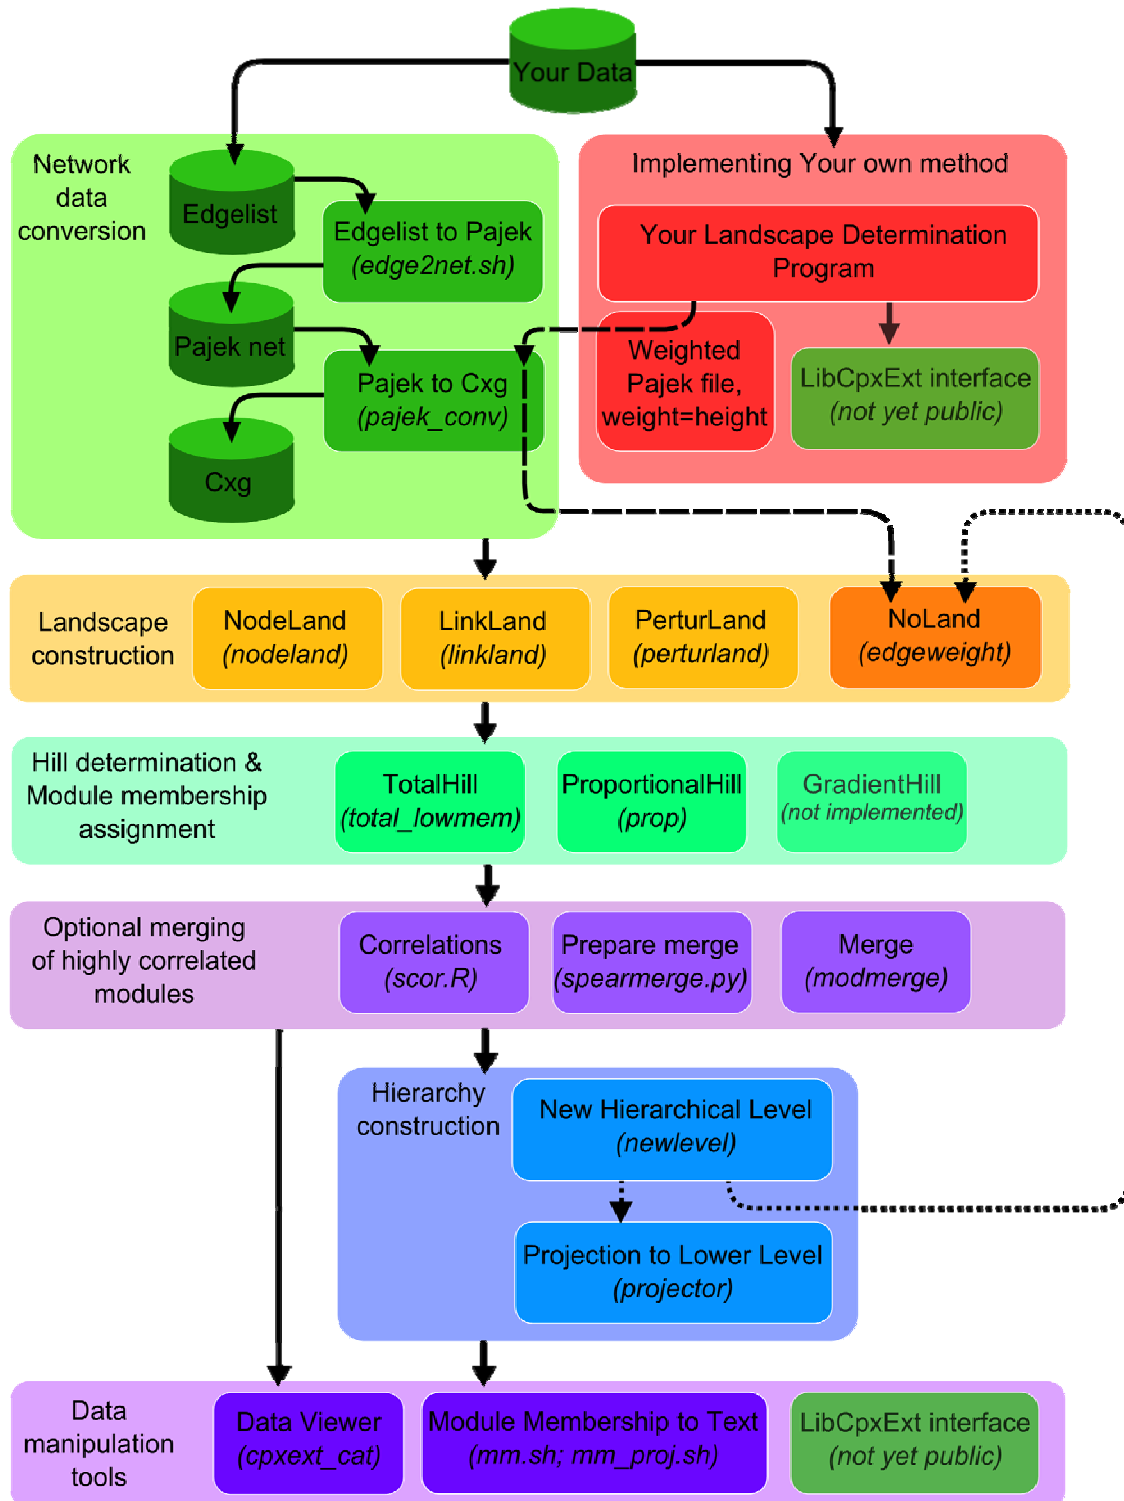 Your Data
Network
data
conversion
Edgelist
Edgelist to Pajek
(edge2net.sh)
Pajek net
Pajek to Cxg
(pajek_conv)
Cxg
Implementing Your own method
Your Landscape Determination
Program
Weighted
Pajek file,
weight=height
LibCpxExt interface
(not yet public)
Landscape
construction
NodeLand
(nodeland)
LinkLand
(linkland)
PerturLand
(perturland)
NoLand
(edgeweight)
Hill determination &
Module membership
assignment
TotalHill
(total_lowmem)
ProportionalHill
(prop)
GradientHill
(not implemented)
Optional merging
of highly correlated
modules
Correlations
(scor.R)
Prepare merge
(spearmerge.py)
Merge
(modmerge)
Hierarchy
construction
New Hierarchical Level
(newlevel)
Projection to Lower Level
(projector)
Data
manipulation
tools
Data Viewer
(cpxext_cat)
Module Membership to Text
(mm.sh; mm_proj.sh)
LibCpxExt interface
(not yet public)